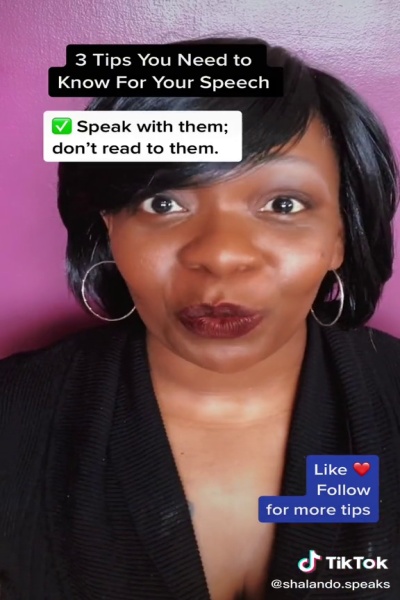 3 Tips You Need to
Know For Your Speech
✅ Speak with them;
don't read to them.
Like ❤️
Follow
for more tips
TikTok
@shalando.speaks